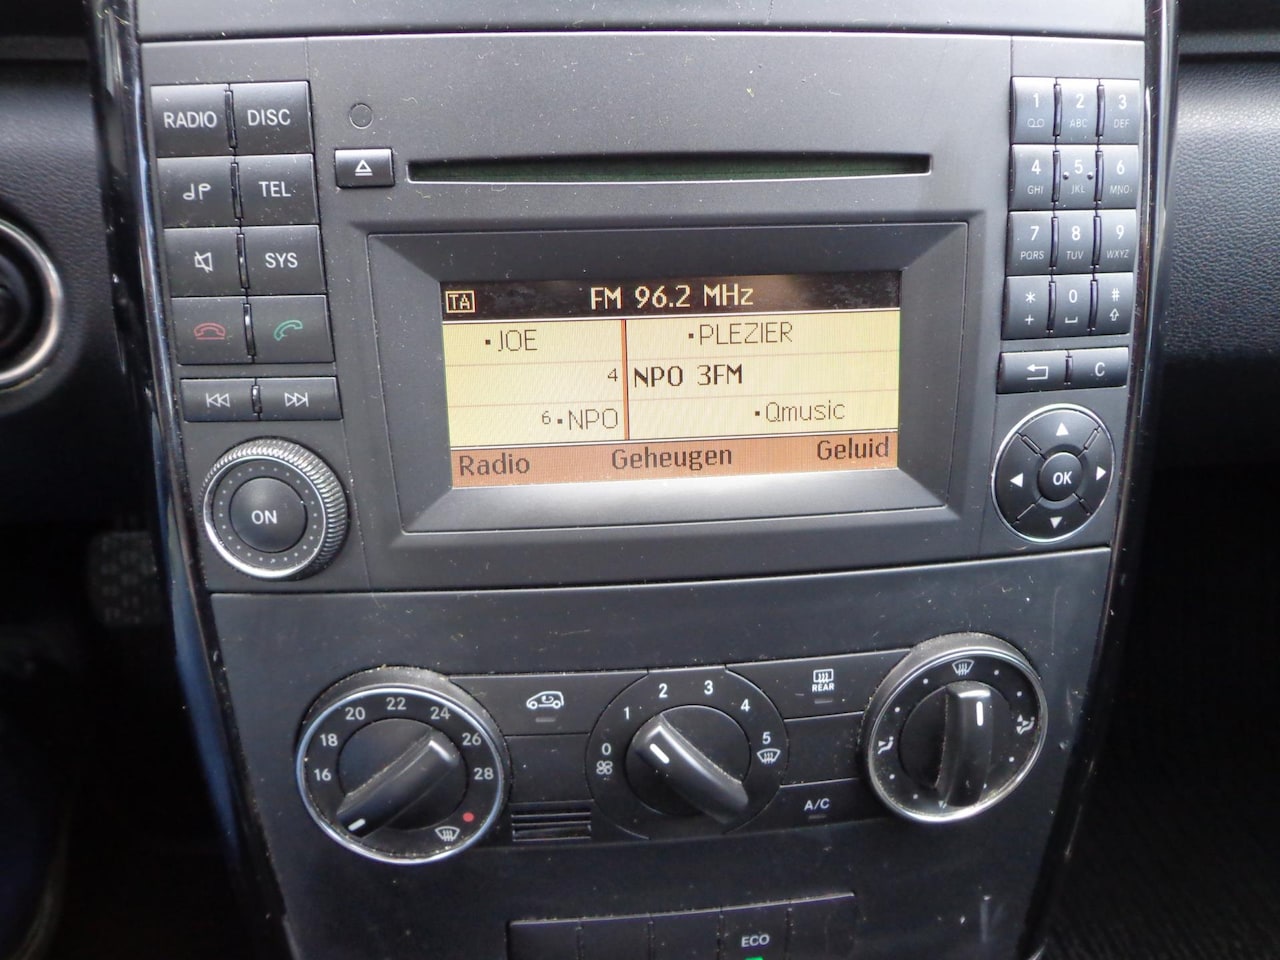 RADIO DISC
TEL
SYS
ON
TA FM 96.2 MHz
·JOE ·PLEZIER
4 NPO 3FM
6·NPO ·Qmusic
Radio Geheugen Geluid
1 2 ABC 3 DEF
4 GHI 5 JKL 6 MNO
7 PQRS 8 TUV 9 WXYZ
* + 0 #
C
OK
16 18 20 22 24 26 28
0 1 2 3 4 5
REAR
A/C
ECO